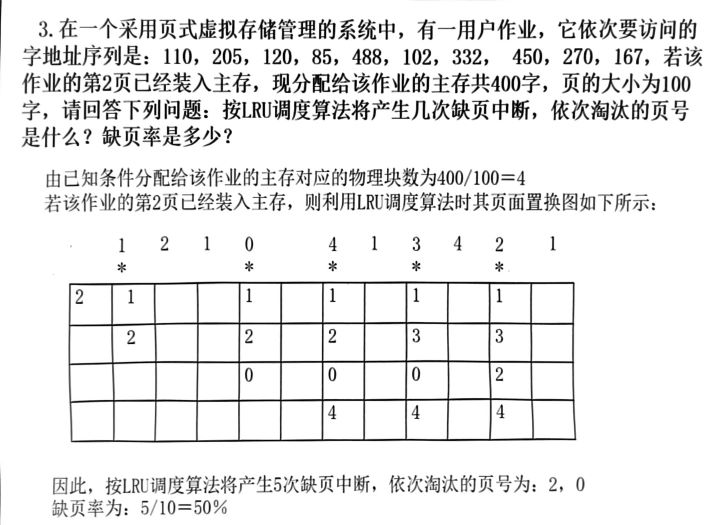 3.在一个采用页式虚拟存储管理的系统中，有一用户作业，它依次要访问的
字地址序列是：110，205，120，85，488，102，332， 450，270，167，若该
作业的第2页已经装入主存，现分配给该作业的主存共400字，页的大小为100
字，请回答下列问题：按LRU调度算法将产生几次缺页中断，依次淘汰的页号
是什么？缺页率是多少？
由已知条件分配给该作业的主存对应的物理块数为400/100＝4
若该作业的第2页已经装入主存，则利用LRU调度算法时其页面置换图如下所示：
1 2 1 0 4 1 3 4 2 1
* * * * *
2 1 1 1 1 1
2 2 2 3 3
0 0 0 2
4 4 4
因此，按LRU调度算法将产生5次缺页中断，依次淘汰的页号为：2，0
缺页率为：5/10＝50%